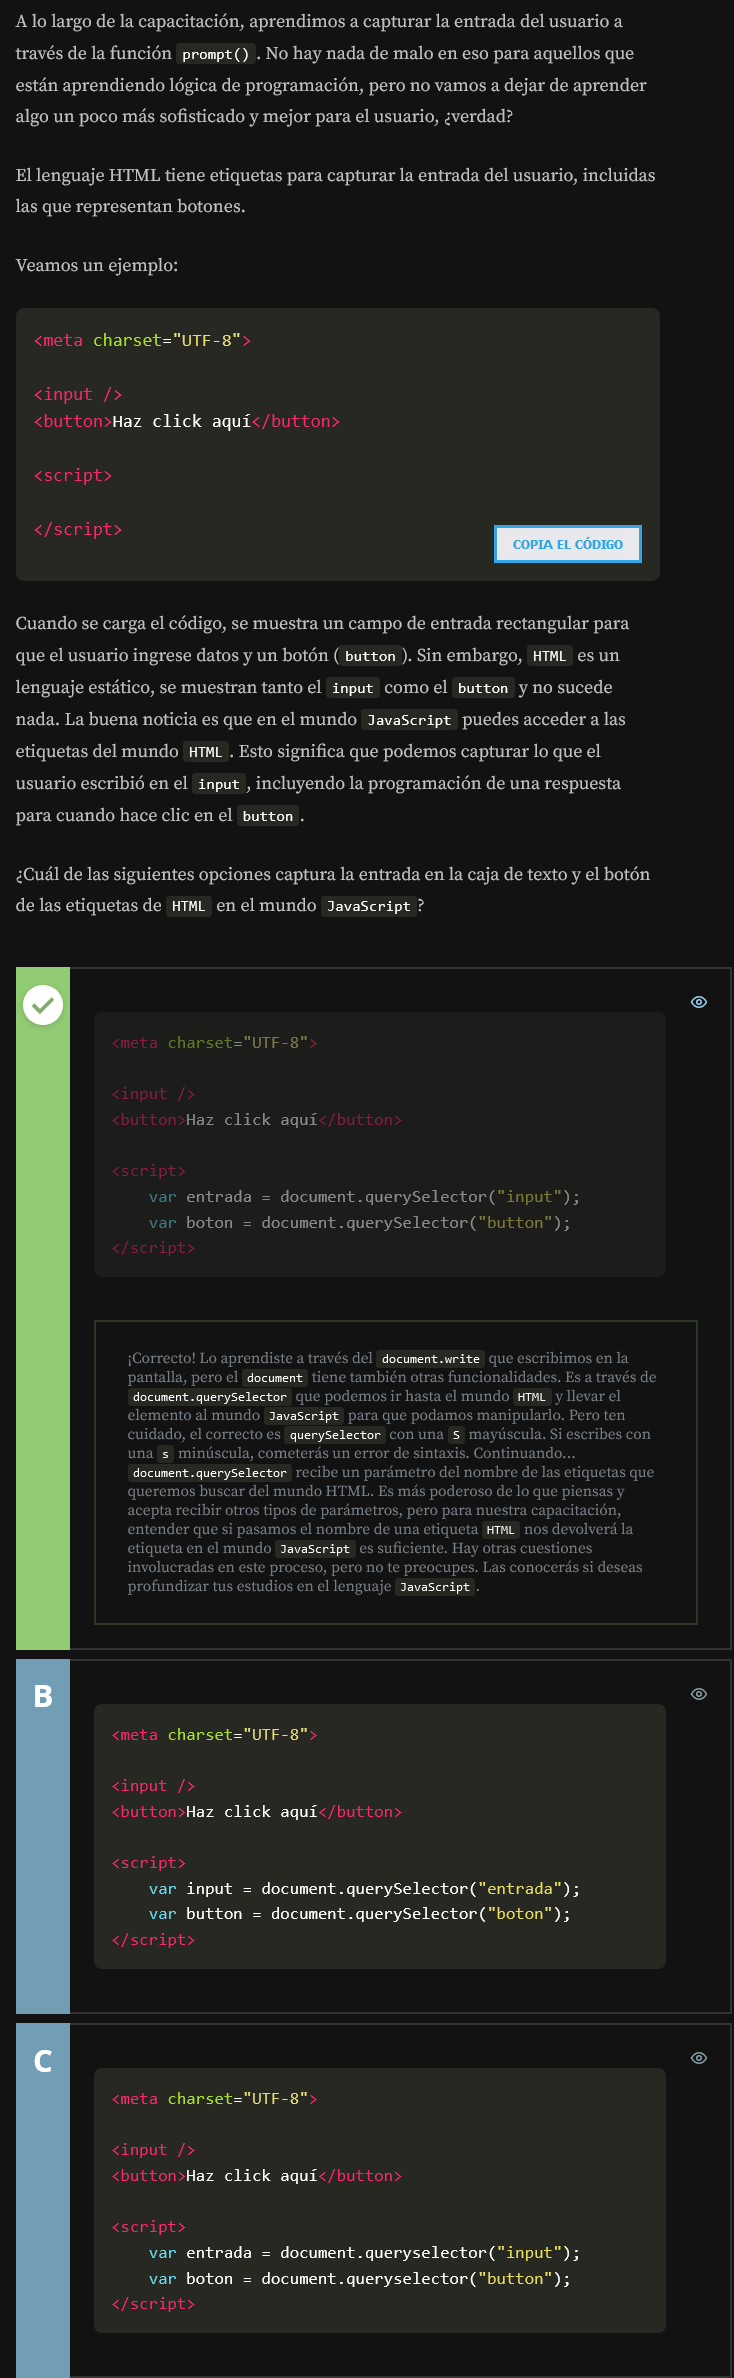 A lo largo de la capacitación, aprendimos a capturar la entrada del usuario a
través de la función prompt(). No hay nada de malo en eso para aquellos que
están aprendiendo lógica de programación, pero no vamos a dejar de aprender
algo un poco más sofisticado y mejor para el usuario, ¿verdad?
El lenguaje HTML tiene etiquetas para capturar la entrada del usuario, incluidas
las que representan botones.
Veamos un ejemplo:
<meta charset="UTF-8">
<input />
<button>Haz click aquí</button>
<script>
</script>
COPIA EL CÓDIGO
Cuando se carga el código, se muestra un campo de entrada rectangular para
que el usuario ingrese datos y un botón (button). Sin embargo, HTML es un
lenguaje estático, se muestran tanto el input como el button y no sucede
nada. La buena noticia es que en el mundo JavaScript puedes acceder a las
etiquetas del mundo HTML. Esto significa que podemos capturar lo que el
usuario escribió en el input, incluyendo la programación de una respuesta
para cuando hace clic en el button.
¿Cuál de las siguientes opciones captura la entrada en la caja de texto y el botón
de las etiquetas de HTML en el mundo JavaScript?
<meta charset="UTF-8">
<input />
<button>Haz click aquí</button>
<script>
var entrada = document.querySelector("input");
var boton = document.querySelector("button");
</script>
¡Correcto! Lo aprendiste a través del document.write que escribimos en la
pantalla, pero el document tiene también otras funcionalidades. Es a través de
document.querySelector que podemos ir hasta el mundo HTML y llevar el
elemento al mundo JavaScript para que podamos manipularlo. Pero ten
cuidado, el correcto es querySelector con una S mayúscula. Si escribes con
una s minúscula, cometerás un error de sintaxis. Continuando...
document.querySelector recibe un parámetro del nombre de las etiquetas que
queremos buscar del mundo HTML. Es más poderoso de lo que piensas y
acepta recibir otros tipos de parámetros, pero para nuestra capacitación,
entender que si pasamos el nombre de una etiqueta HTML nos devolverá la
etiqueta en el mundo JavaScript es suficiente. Hay otras cuestiones
involucradas en este proceso, pero no te preocupes. Las conocerás si deseas
profundizar tus estudios en el lenguaje JavaScript.
B
<meta charset="UTF-8">
<input />
<button>Haz click aquí</button>
<script>
var input = document.querySelector("entrada");
var button = document.querySelector("boton");
</script>
C
<meta charset="UTF-8">
<input />
<button>Haz click aquí</button>
<script>
var entrada = document.queryselector("input");
var boton = document.queryselector("button");
</script>